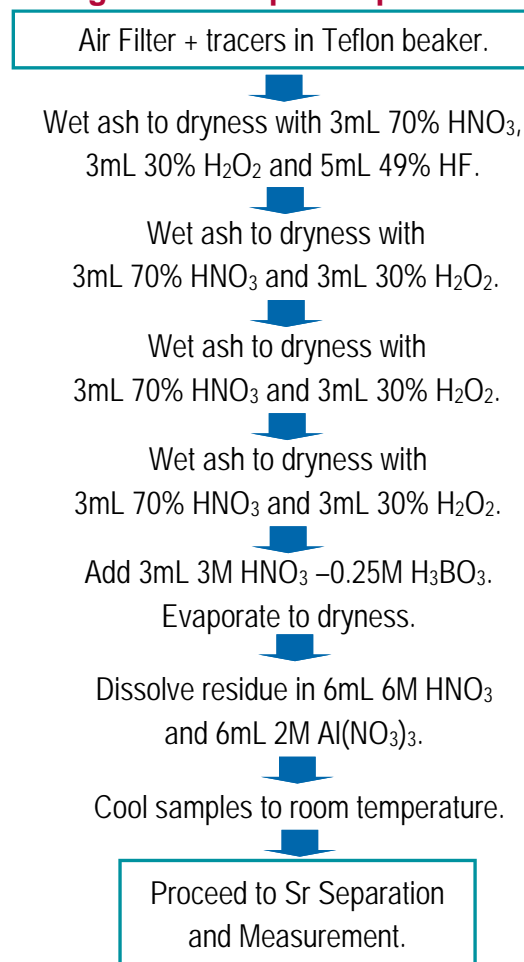 Air Filter + tracers in Teflon beaker.
Wet ash to dryness with 3mL 70% HNO₃,
3mL 30% H₂O₂ and 5mL 49% HF.
Wet ash to dryness with
3mL 70% HNO₃ and 3mL 30% H₂O₂.
Wet ash to dryness with
3mL 70% HNO₃ and 3mL 30% H₂O₂.
Wet ash to dryness with
3mL 70% HNO₃ and 3mL 30% H₂O₂.
Add 3mL 3M HNO₃ –0.25M H₃BO₃.
Evaporate to dryness.
Dissolve residue in 6mL 6M HNO₃
and 6mL 2M Al(NO₃)₃.
Cool samples to room temperature.
Proceed to Sr Separation
and Measurement.